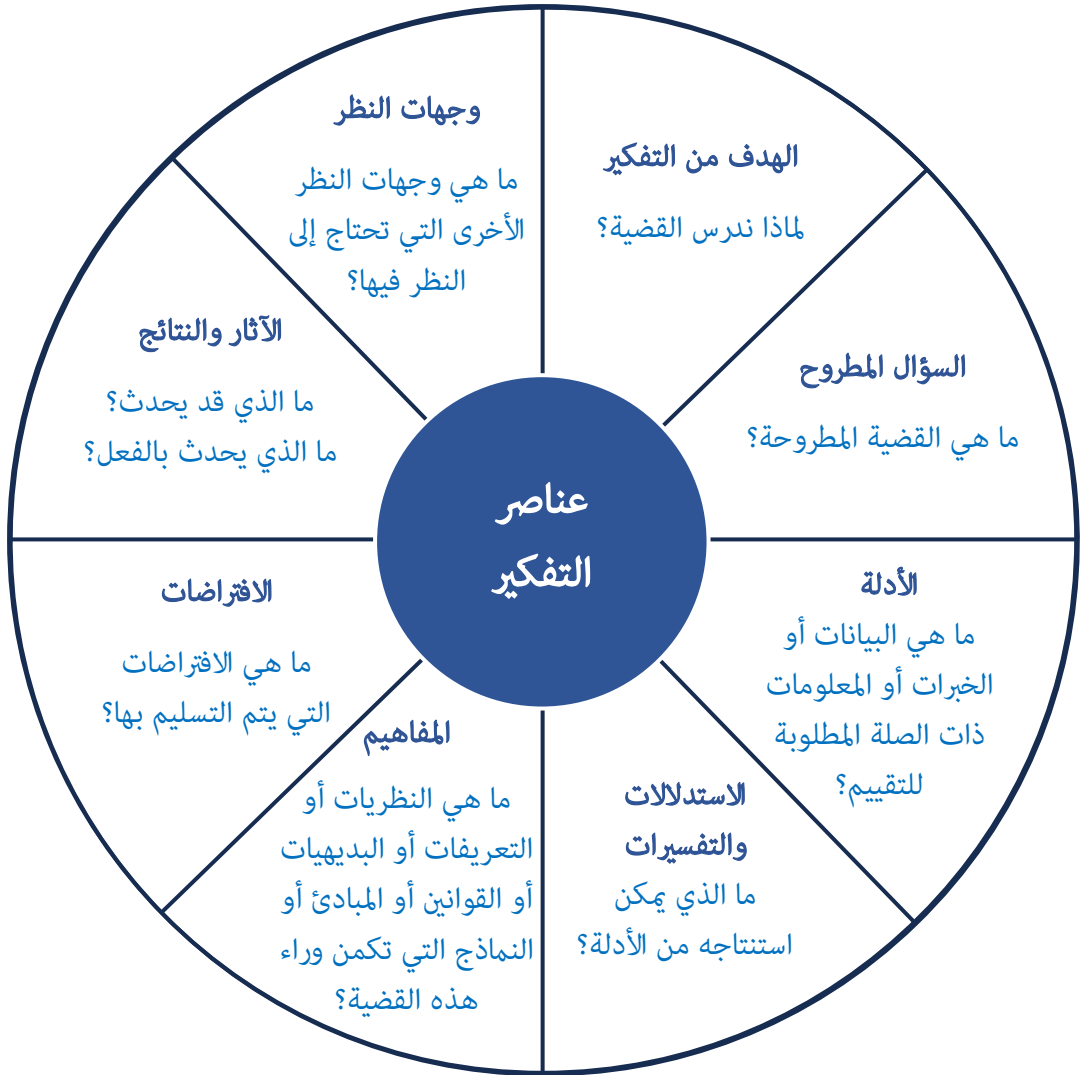 عناصر
التفكير
الهدف من التفكير
لماذا ندرس القضية؟
السؤال المطروح
ما هي القضية المطروحة؟
الأدلة
ما هي البيانات أو
الخبرات أو المعلومات
ذات الصلة المطلوبة
للتقييم؟
الاستدلالات
والتفسيرات
ما الذي يمكن
استنتاجه من الأدلة؟
المفاهيم
ما هي النظريات أو
التعريفات أو البديهيات
أو القوانين أو المبادئ أو
النماذج التي تكمن وراء
هذه القضية؟
الافتراضات
ما هي الافتراضات
التي يتم التسليم بها؟
الآثار والنتائج
ما الذي قد يحدث؟
ما الذي يحدث بالفعل؟
وجهات النظر
ما هي وجهات النظر
الأخرى التي تحتاج إلى
النظر فيها؟